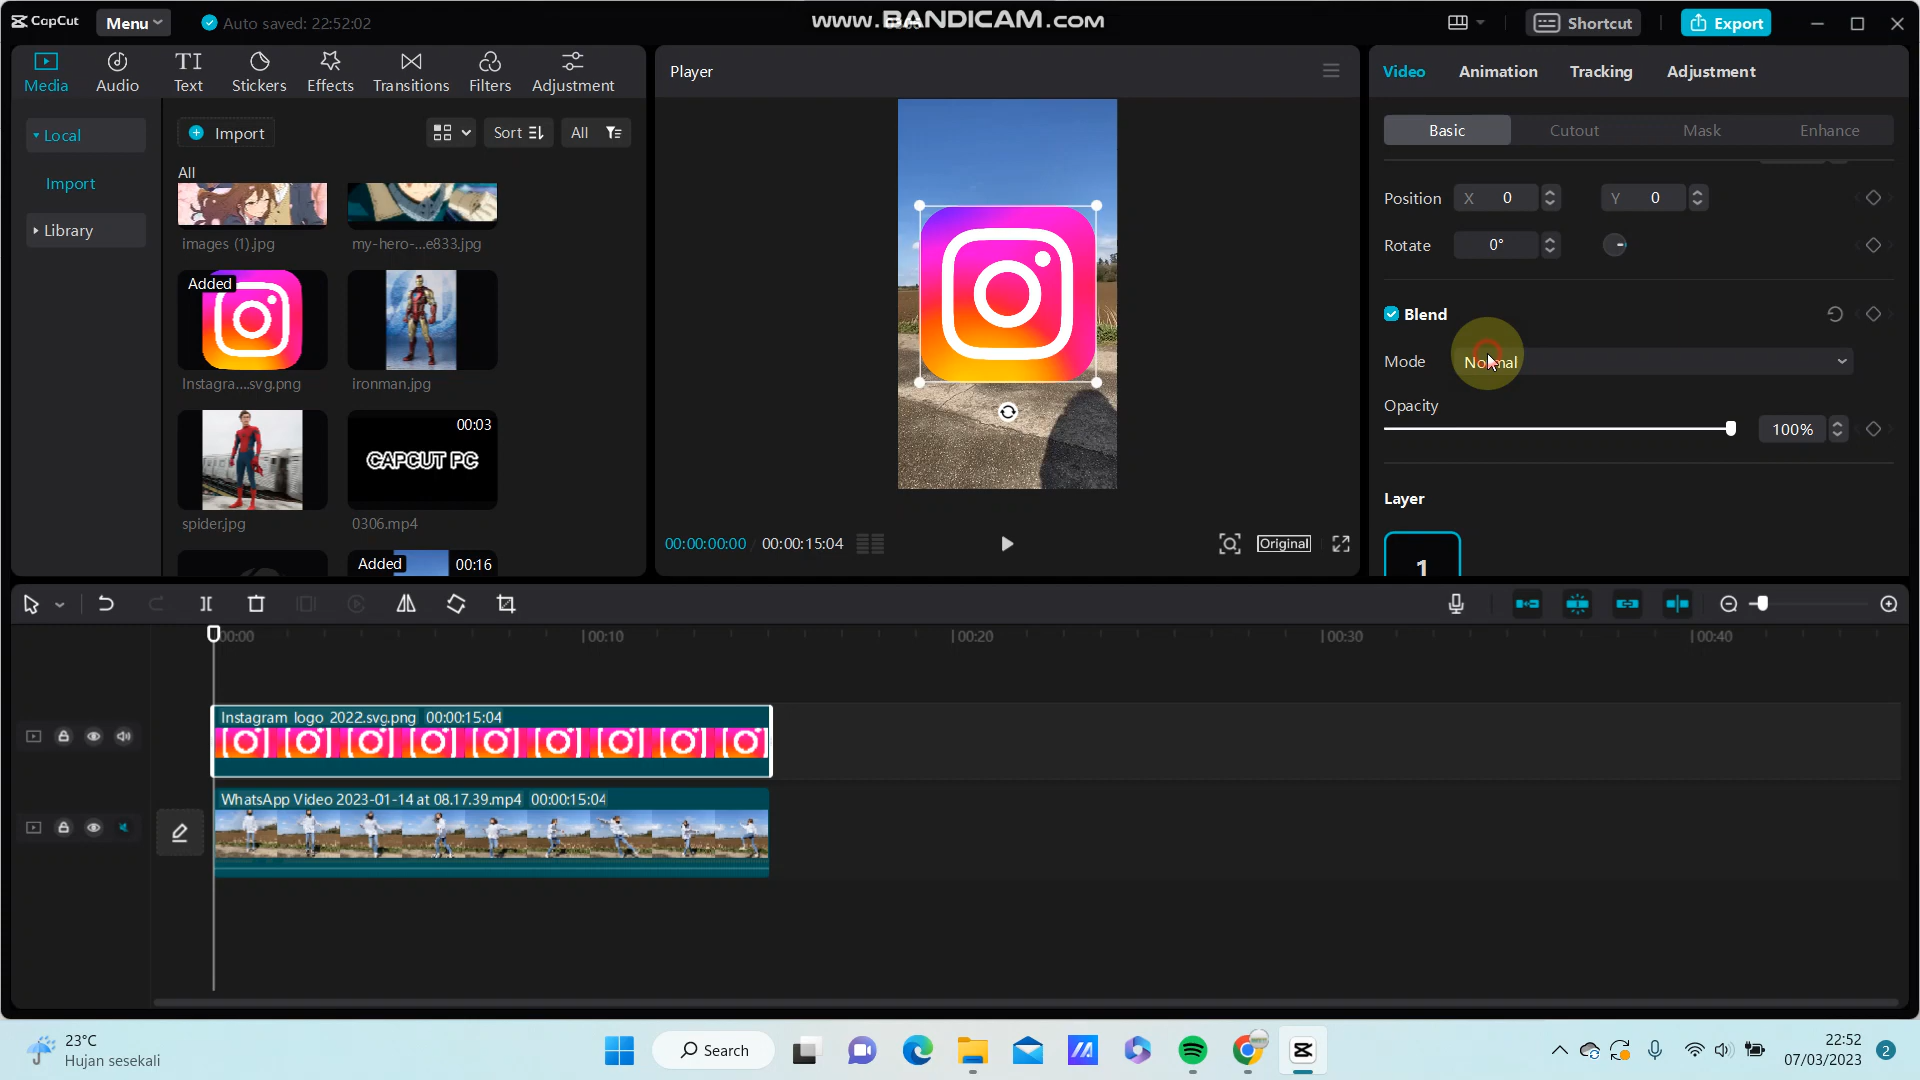 CapCut
Menu
Auto saved: 22:52:02
www.BANDICAM.com
Shortcut
Export
Media
Audio
TI
Text
Stickers
Effects
Transitions
Filters
Adjustment
Player
Video
Animation
Tracking
Adjustment
Local
Import
Library
Import
Sort
All
All
images (1).jpg
my-hero-...e833.jpg
Added
Instagra....svg.png
ironman.jpg
00:03
CAPCUT PC
spider.jpg
0306.mp4
Added
00:16
00:00:00:00
00:00:15:04
Original
Basic
Cutout
Mask
Enhance
Position
X
0
Y
0
Rotate
0°
Blend
Mode
Normal
Opacity
100%
Layer
1
00:00
00:10
00:20
00:30
00:40
Instagram logo 2022.svg.png 00:00:15:04
WhatsApp Video 2023-01-14 at 08.17.39.mp4 00:00:15:04
23°C
Hujan sesekali
Search
22:52
07/03/2023
2